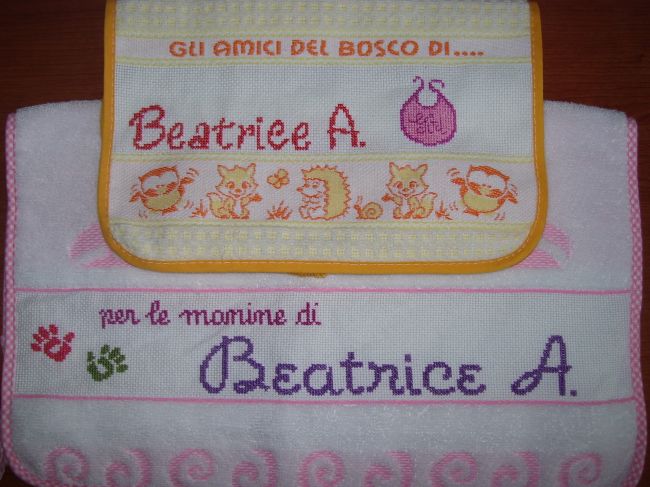 GLI AMICI DEL BOSCO DI....
Beatrice A.
per le manine di
Beatrice A.